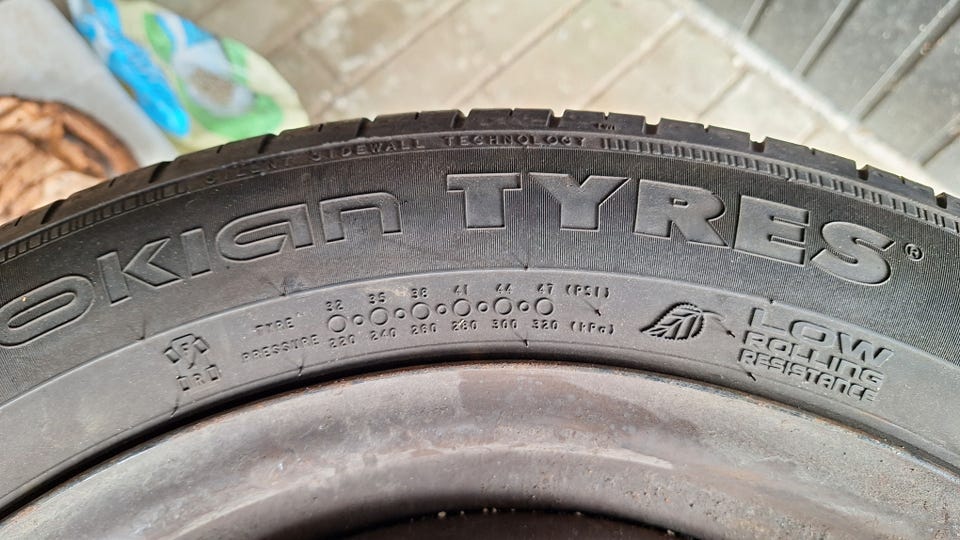 SILENT SIDEWALL TECHNOLOGY
OKIAN TYRES®
TYRE 32 35 38 41 44 47 (PSI)
PRESSURE 220 240 260 280 300 320 (kPa)
LOW
ROLLING
RESISTANCE